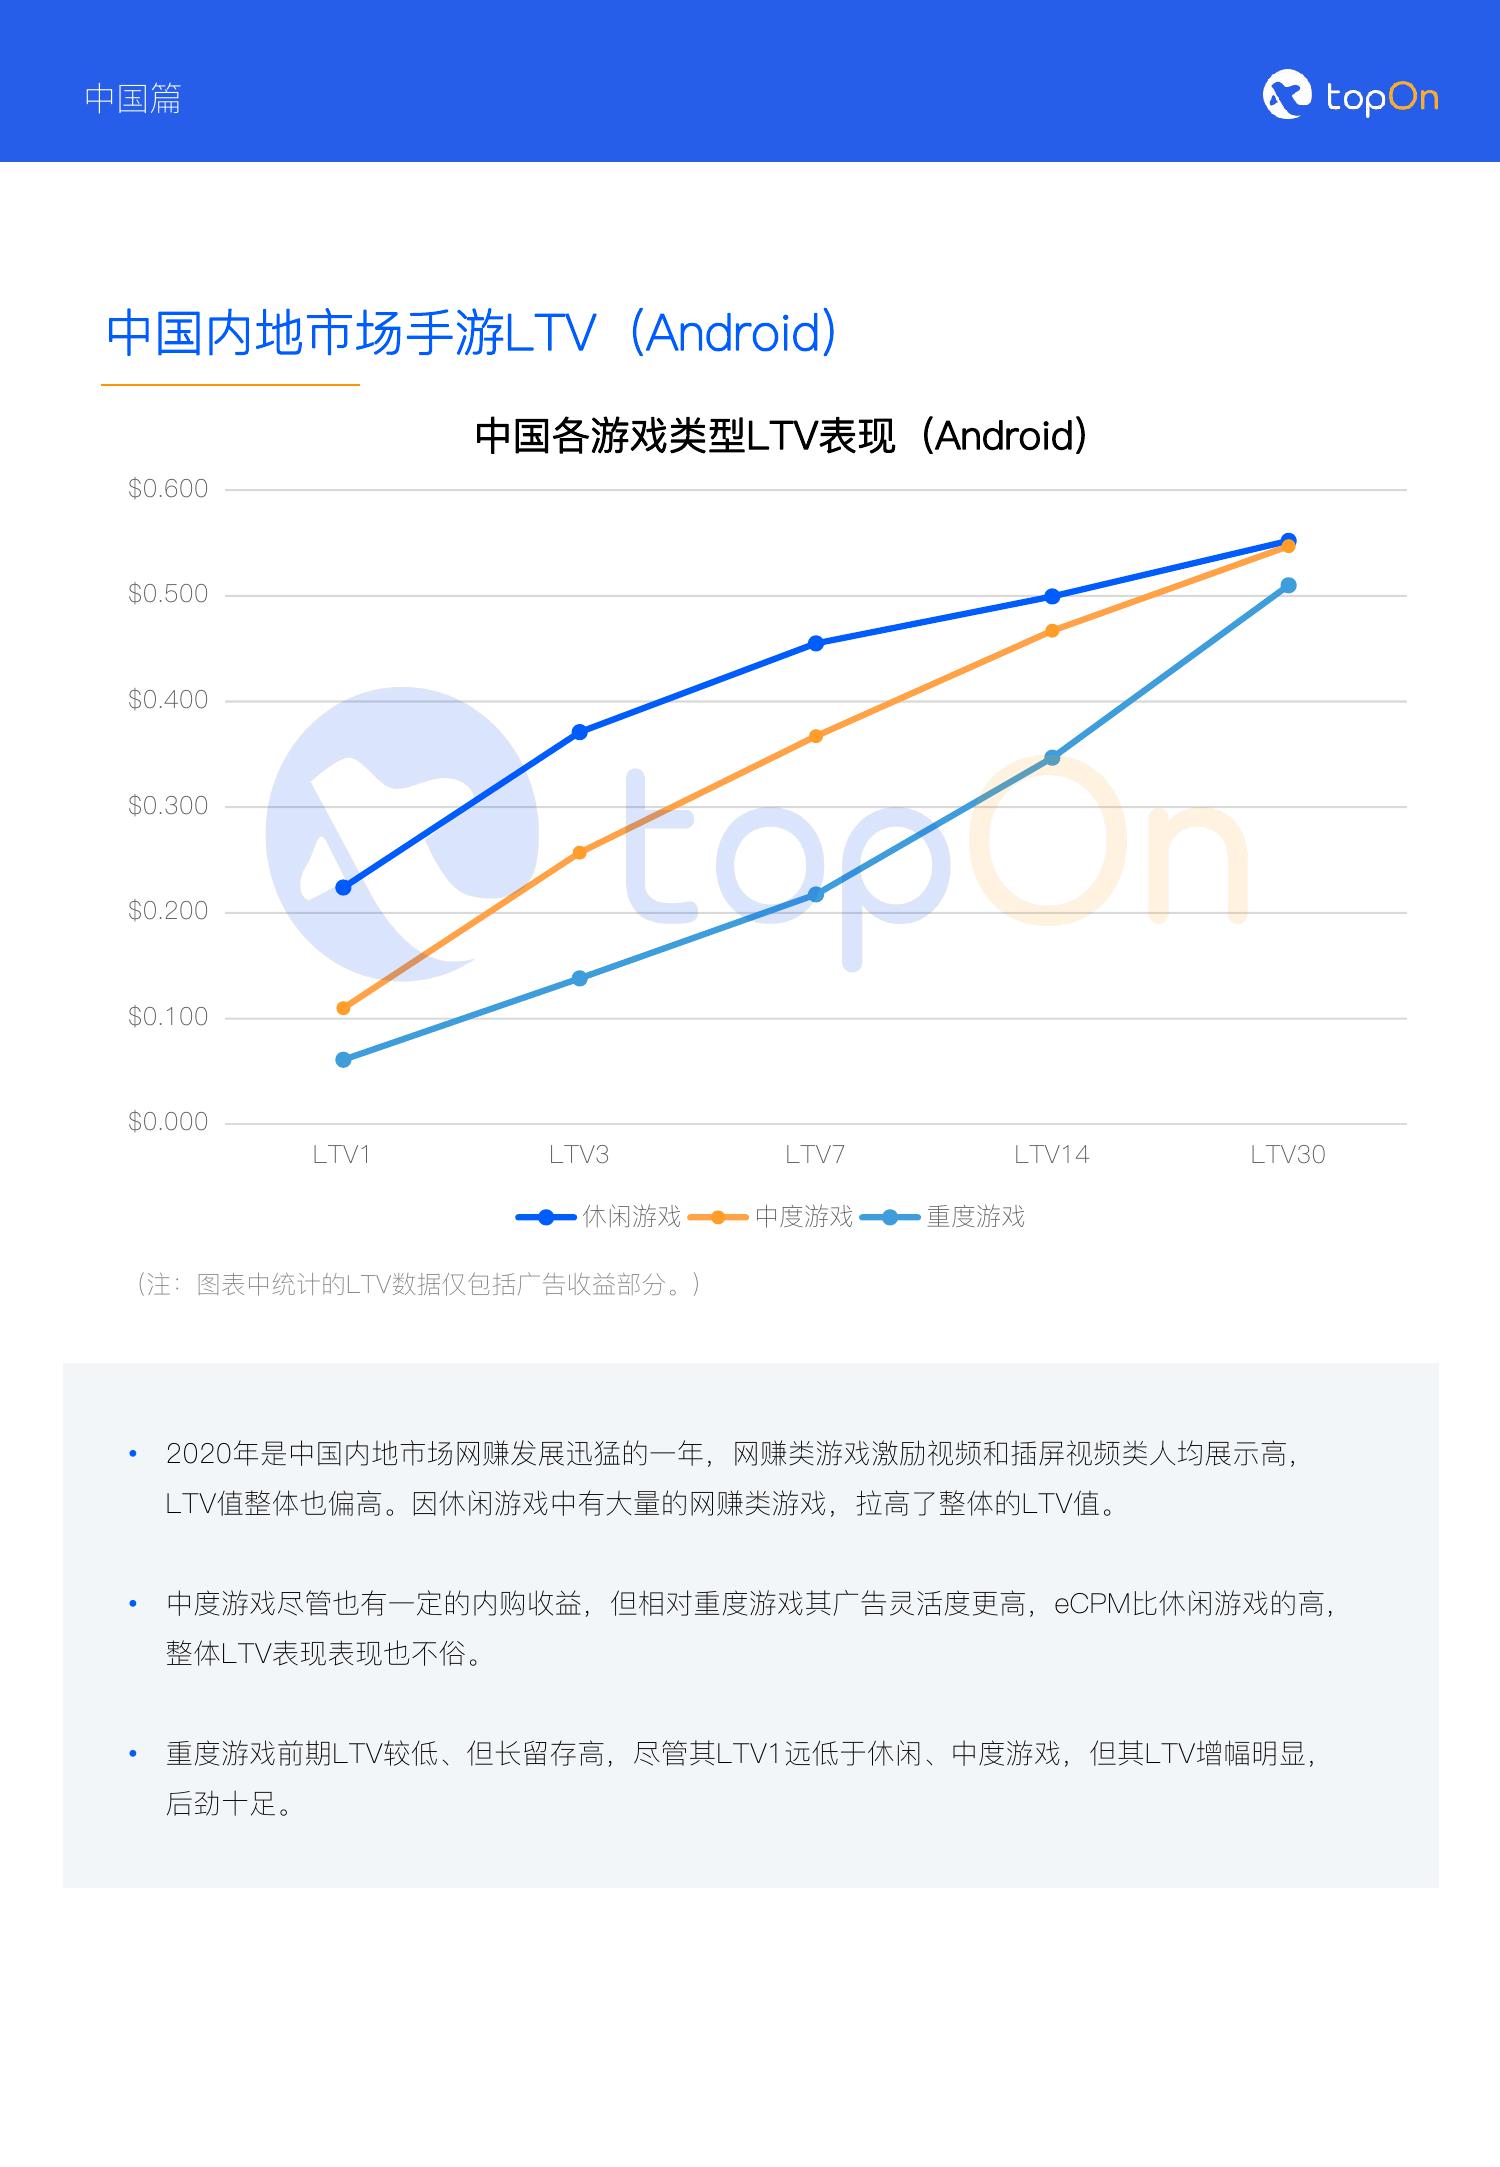 中国篇
topOn
中国内地市场手游LTV（Android）
中国各游戏类型LTV表现（Android）
$0.600
$0.500
$0.400
$0.300
$0.200
$0.100
$0.000
topOn
LTV1 LTV3 LTV7 LTV14 LTV30
休闲游戏 中度游戏 重度游戏
（注：图表中统计的LTV数据仅包括广告收益部分。）
• 2020年是中国内地市场网赚发展迅猛的一年，网赚类游戏激励视频和插屏视频类人均展示高，
LTV值整体也偏高。因休闲游戏中有大量的网赚类游戏，拉高了整体的LTV值。
• 中度游戏尽管也有一定的内购收益，但相对重度游戏其广告灵活度更高，eCPM比休闲游戏的高，
整体LTV表现表现也不俗。
• 重度游戏前期LTV较低、但长留存高，尽管其LTV1远低于休闲、中度游戏，但其LTV增幅明显，
后劲十足。